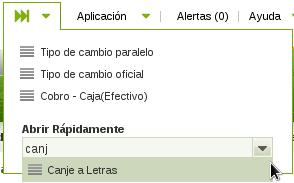 Aplicación Alertas (0) Ayuda
Tipo de cambio paralelo
Tipo de cambio oficial
Cobro - Caja(Efectivo)
Abrir Rápidamente
canj
Canje a Letras